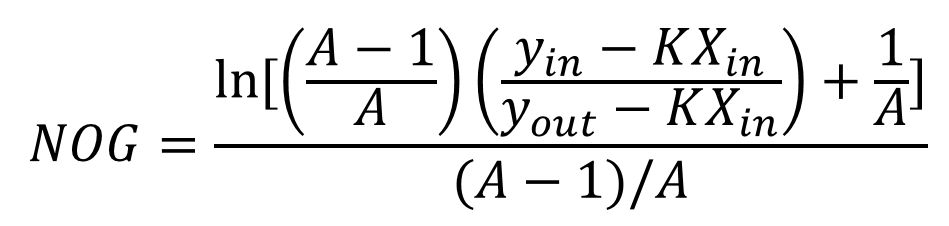 NOG = ln[((A − 1)/A) ((y_in − KX_in)/(y_out − KX_in)) + 1/A] / ((A − 1)/A)